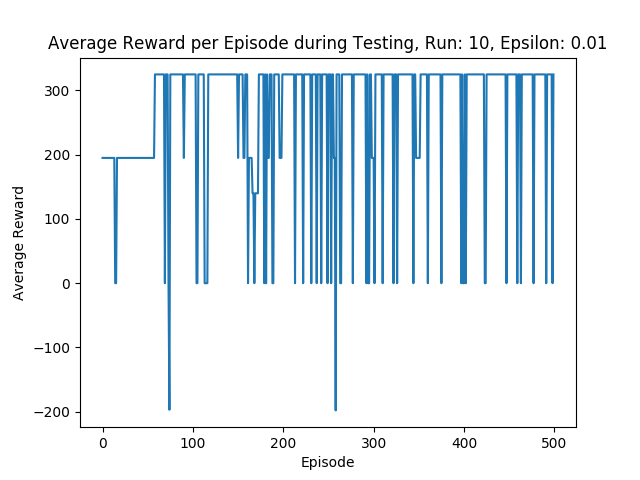 Average Reward per Episode during Testing, Run: 10, Epsilon: 0.01
Average Reward
300
200
100
0
−100
−200
0 100 200 300 400 500
Episode